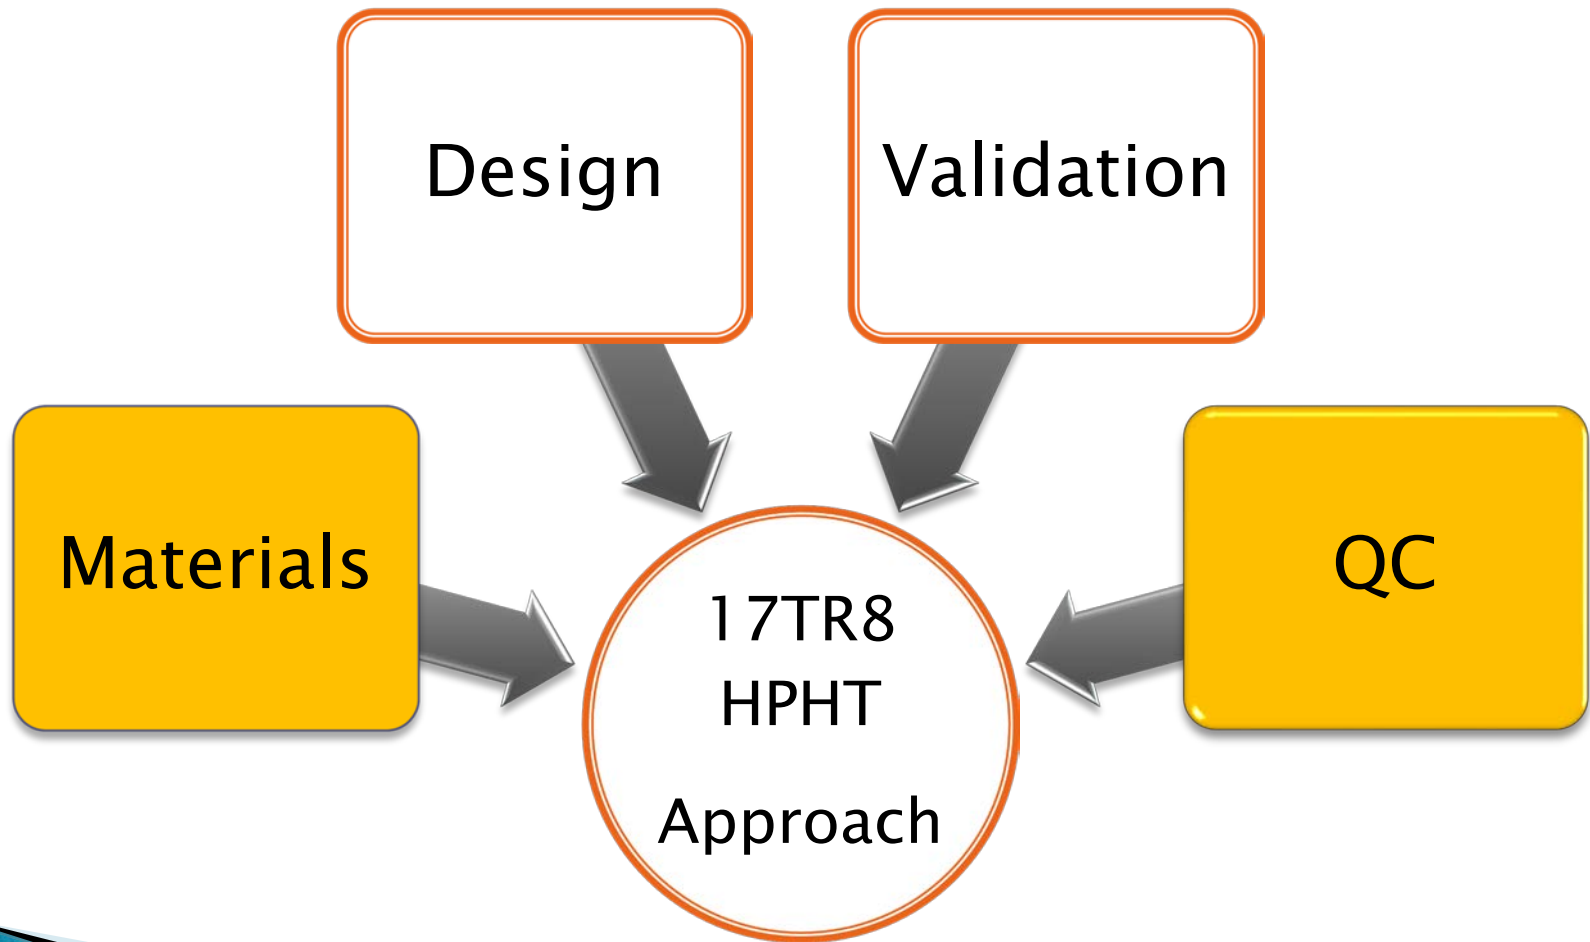 Design
Validation
Materials
QC
17TR8
HPHT
Approach